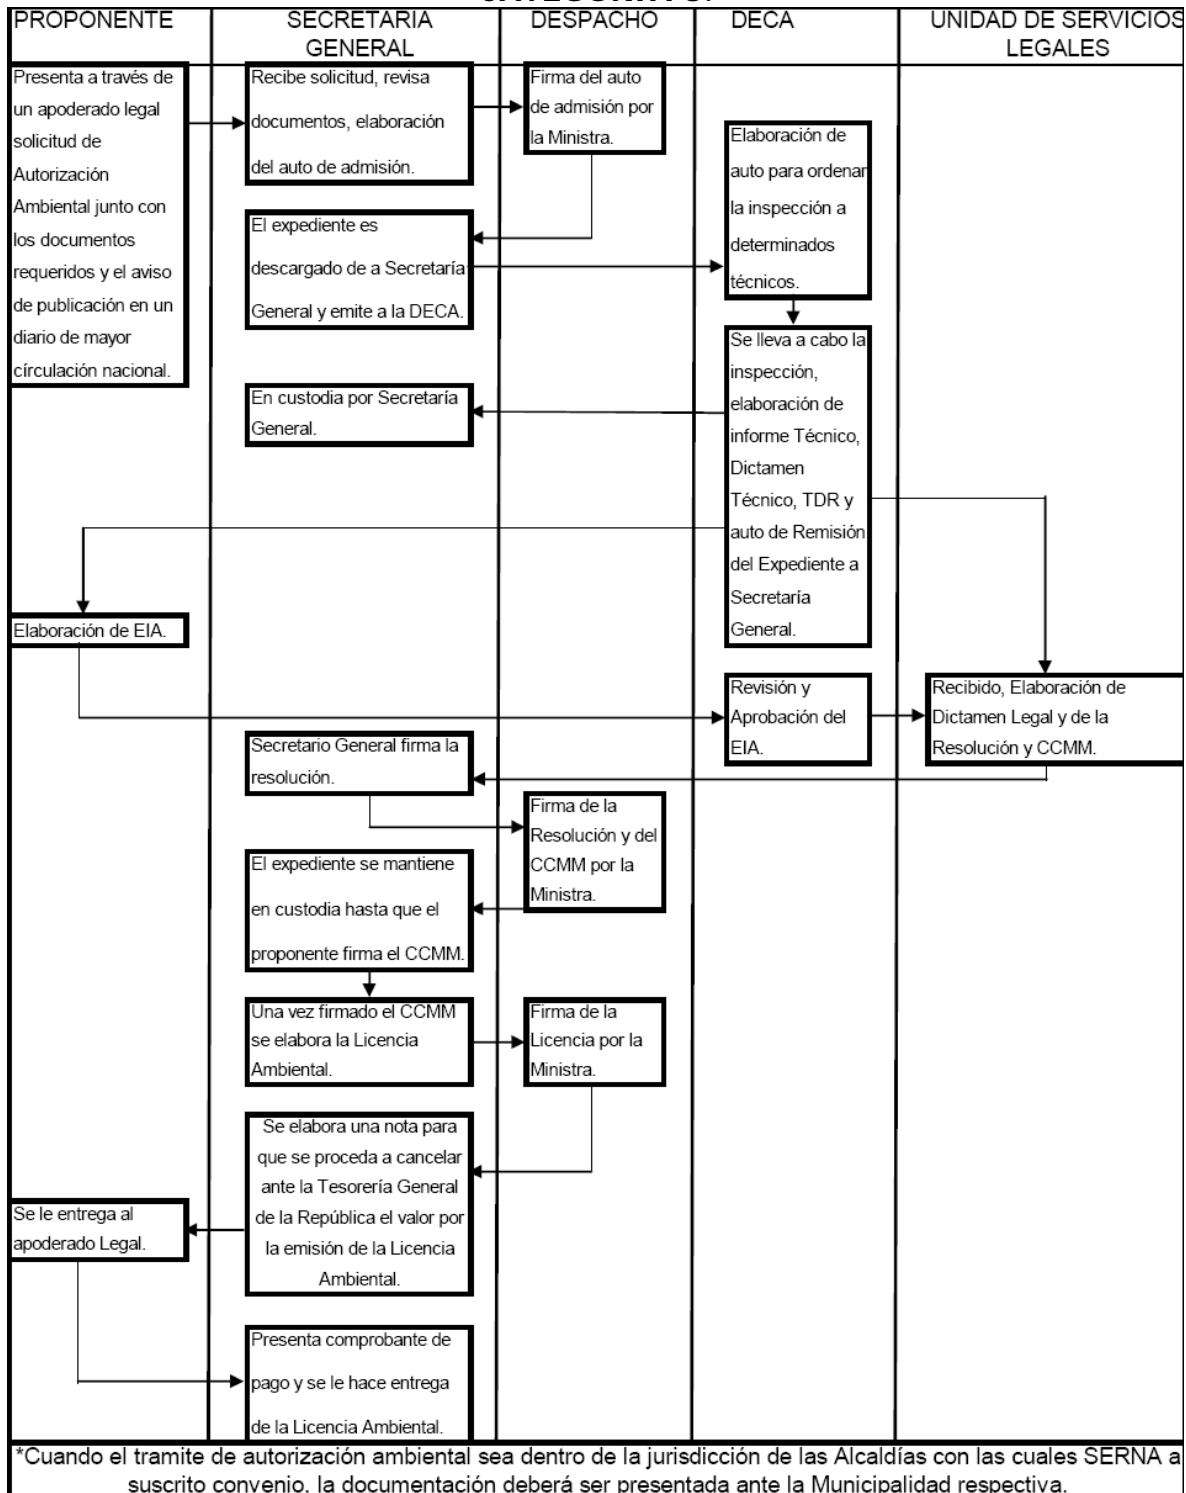 PROPONENTE
SECRETARIA
GENERAL
DESPACHO
DECA
UNIDAD DE SERVICIOS
LEGALES
Presenta a través de
un apoderado legal
solicitud de
Autorización
Ambiental junto con
los documentos
requeridos y el aviso
de publicación en un
diario de mayor
círculación nacional.
Recibe solicitud, revisa
documentos, elaboración
del auto de admisión.
Firma del auto
de admisión por
la Ministra.
El expediente es
descargado de a Secretaría
General y emite a la DECA.
Elaboración de
auto para ordenar
la inspección a
determinados
técnicos.
Se lleva a cabo la
inspección,
elaboración de
informe Técnico,
Dictamen
Técnico, TDR y
auto de Remisión
del Expediente a
Secretaría
General.
En custodia por Secretaría
General.
Elaboración de EIA.
Revisión y
Aprobación del
EIA.
Recibido, Elaboración de
Dictamen Legal y de la
Resolución y CCMM.
Secretario General firma la
resolución.
Firma de la
Resolución y del
CCMM por la
Ministra.
El expediente se mantiene
en custodia hasta que el
proponente firma el CCMM.
Una vez firmado el CCMM
se elabora la Licencia
Ambiental.
Firma de la
Licencia por la
Ministra.
Se elabora una nota para
que se proceda a cancelar
ante la Tesorería General
de la República el valor por
la emisión de la Licencia
Ambiental.
Se le entrega al
apoderado Legal.
Presenta comprobante de
pago y se le hace entrega
de la Licencia Ambiental.
*Cuando el tramite de autorización ambiental sea dentro de la jurisdicción de las Alcaldías con las cuales SERNA a
suscrito convenio, la documentación deberá ser presentada ante la Municipalidad respectiva.